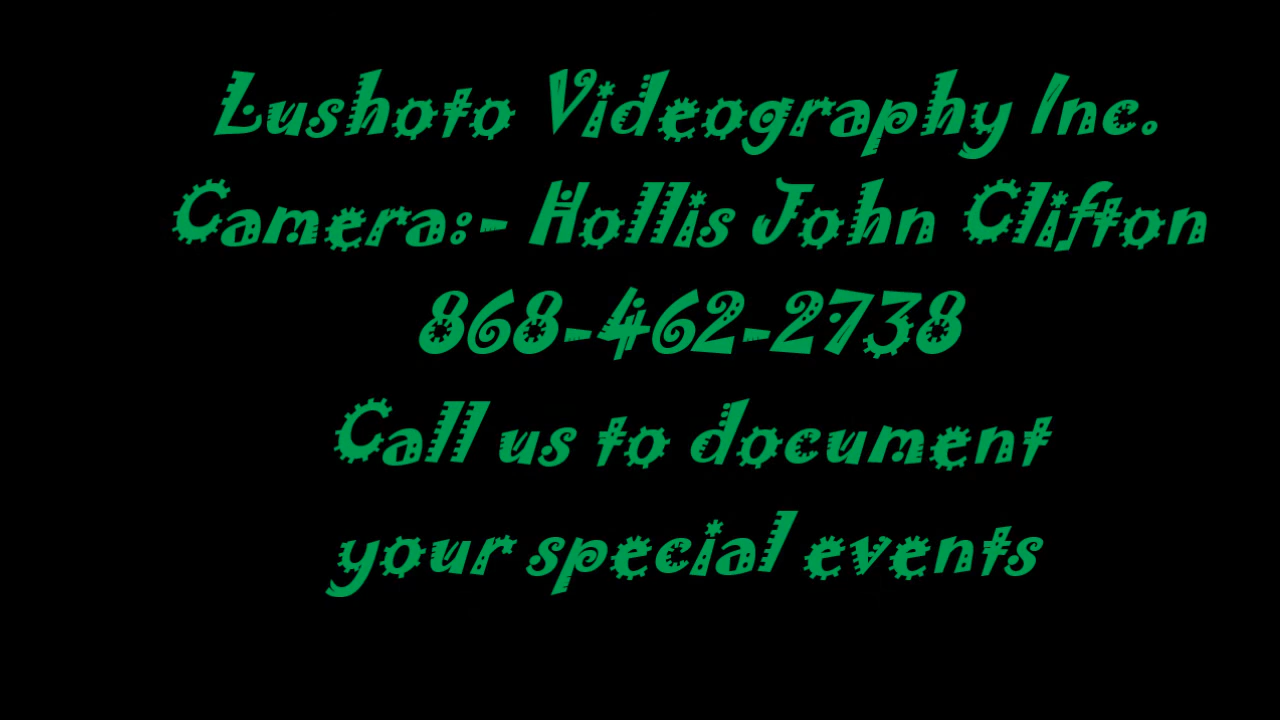 Lushoto Videography Inc.
Camera:- Hollis John Clifton
868-462-2738
Call us to document
your special events